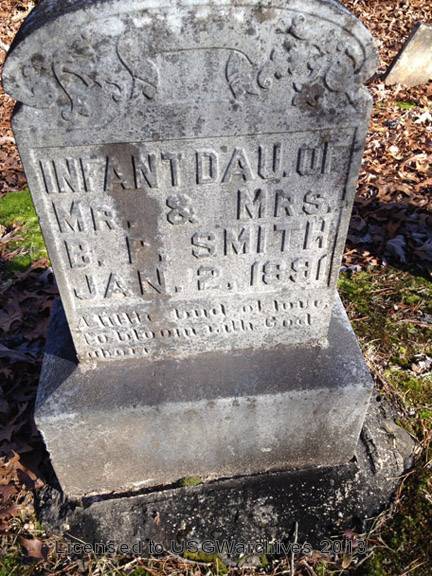 INFANT DAU. OF
MR. & MRS.
B. P. SMITH
JAN. 2, 1891
A little bud of love
to bloom with God
above.
Licensed to USGWarchives 2013